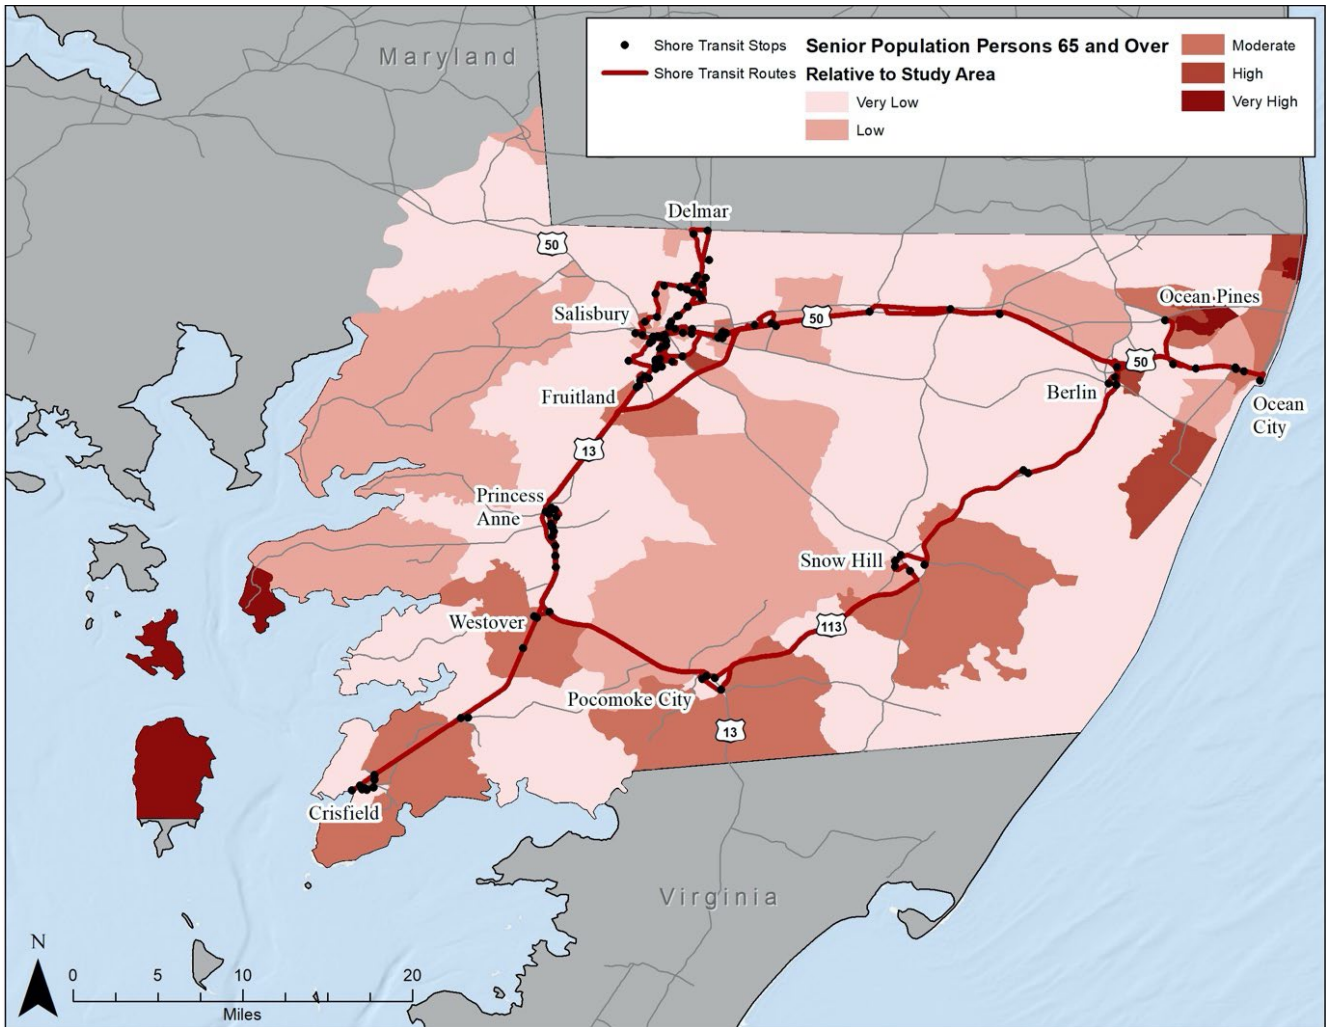 Maryland
Shore Transit Stops
Shore Transit Routes
Senior Population Persons 65 and Over
Relative to Study Area
Very Low
Low
Moderate
High
Very High
Delmar
50
Ocean Pines
Salisbury
50
50
Berlin
Fruitland
Ocean
City
13
Princess
Anne
Snow Hill
Westover
113
Pocomoke City
13
Crisfield
Virginia
N
0 5 10 20
Miles